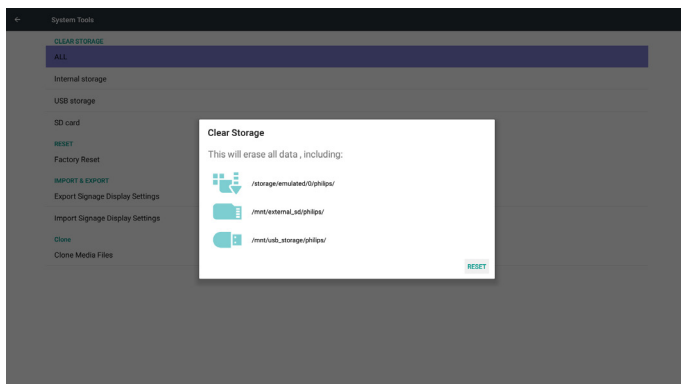 System Tools
CLEAR STORAGE
ALL
Internal storage
USB storage
SD card
RESET
Factory Reset
IMPORT & EXPORT
Export Signage Display Settings
Import Signage Display Settings
Clone
Clone Media Files
Clear Storage
This will erase all data , including:
/storage/emulated/0/philips/
/mnt/external_sd/philips/
/mnt/usb_storage/philips/
RESET